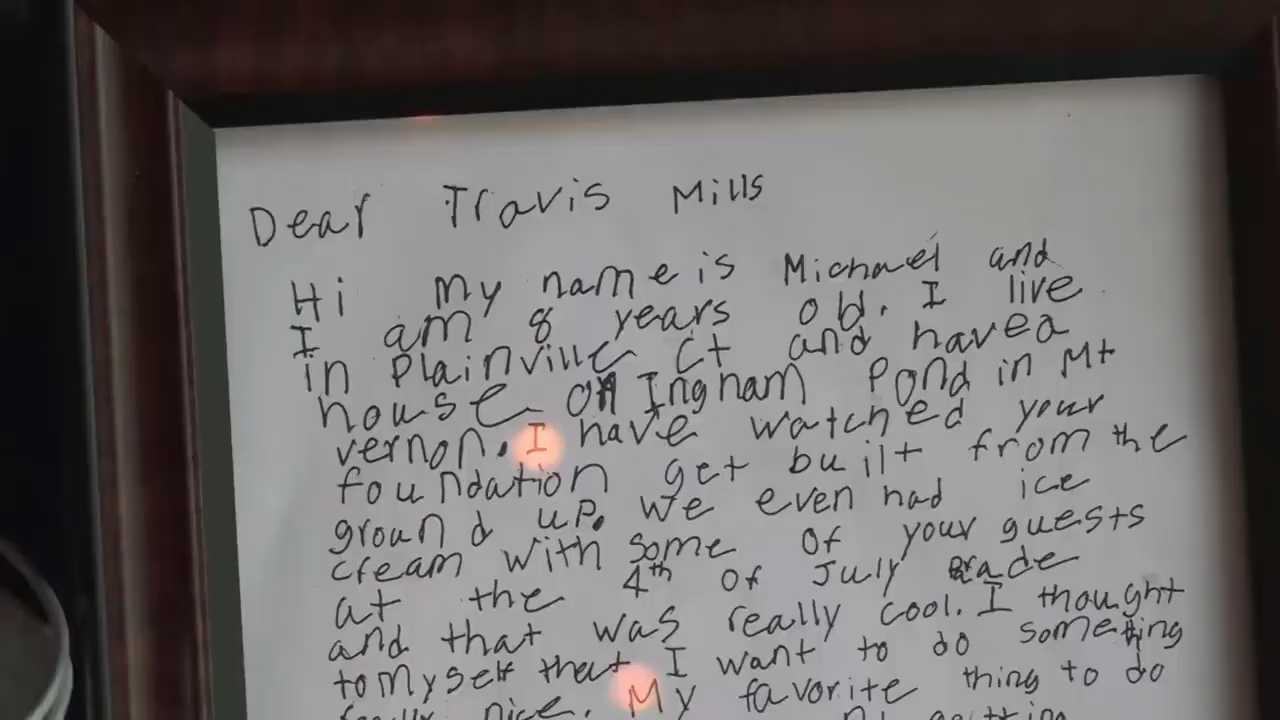 Dear Travis Mills
Hi my name is Michael and
I am 8 years old. I live
in Plainville Ct and have a
house on Ingham Pond in Mt
vernon. I have watched your
foundation get built from the
ground up. We even had ice
cream with some of your guests
at the 4th of July
and that was really cool. I thought
to myself that I want to do something
really nice. My favorite thing to do